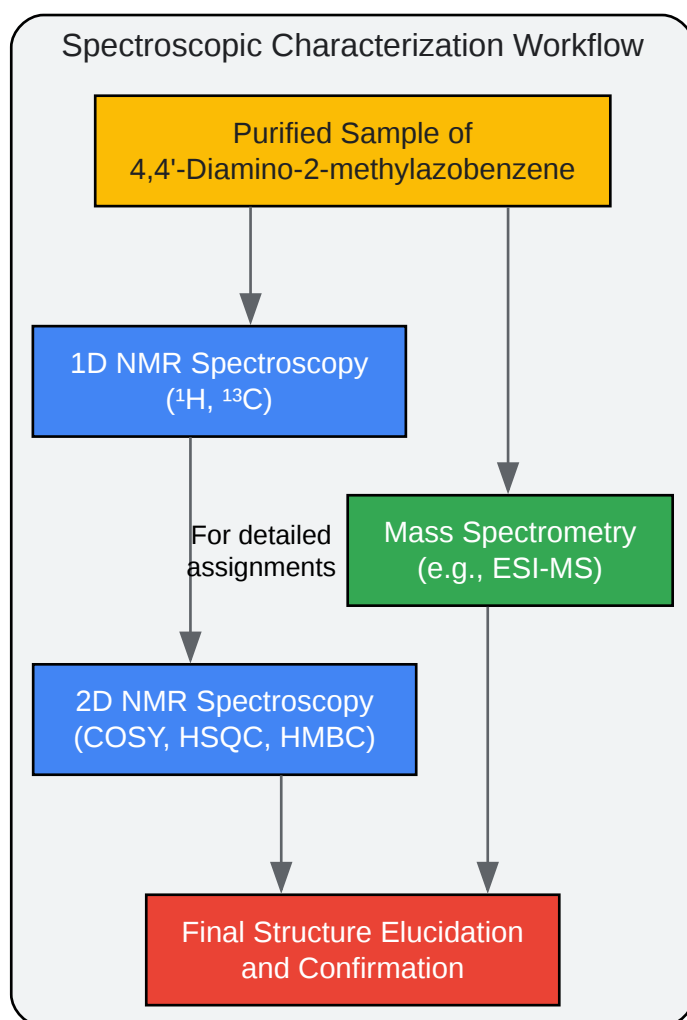 Spectroscopic Characterization Workflow
Purified Sample of
4,4'-Diamino-2-methylazobenzene
1D NMR Spectroscopy
(¹H, ¹³C)
For detailed
assignments
Mass Spectrometry
(e.g., ESI-MS)
2D NMR Spectroscopy
(COSY, HSQC, HMBC)
Final Structure Elucidation
and Confirmation